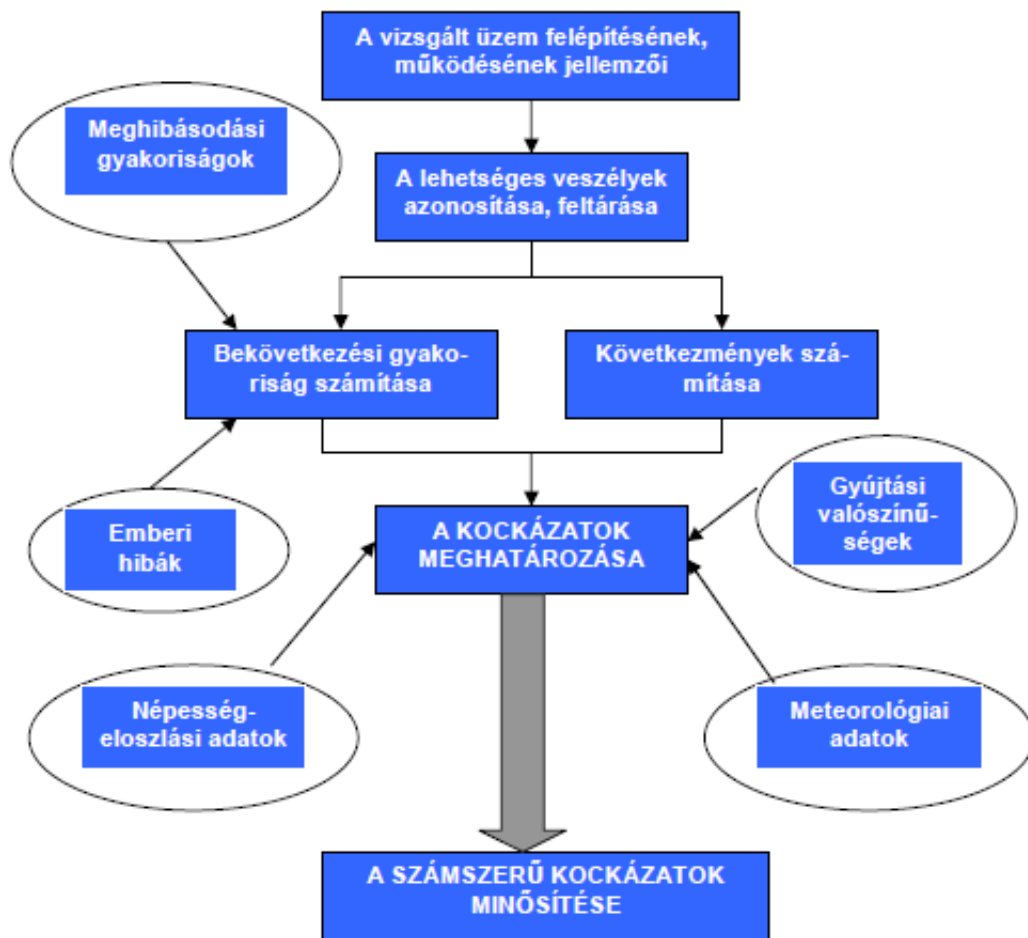 A vizsgált üzem felépítésének,
működésének jellemzői
Meghibásodási
gyakoriságok
A lehetséges veszélyek
azonosítása, feltárása
Bekövetkezési gyako-
riság számítása
Következmények szá-
mítása
Gyújtási
valószínű-
ségek
Emberi
hibák
A KOCKÁZATOK
MEGHATÁROZÁSA
Népesség-
eloszlási adatok
Meteorológiai
adatok
A SZÁMSZERŰ KOCKÁZATOK
MINŐSÍTÉSE